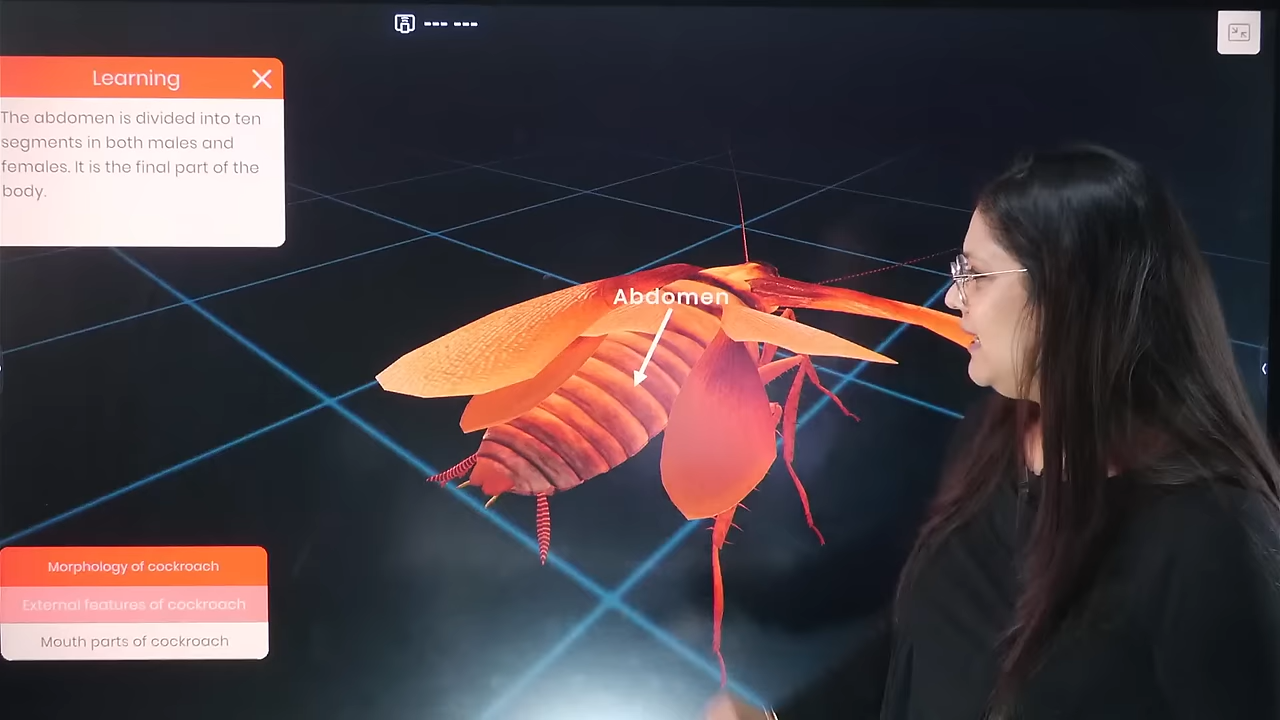 Learning
The abdomen is divided into ten
segments in both males and
females. It is the final part of the
body.
Abdomen
Morphology of cockroach
External features of cockroach
Mouth parts of cockroach